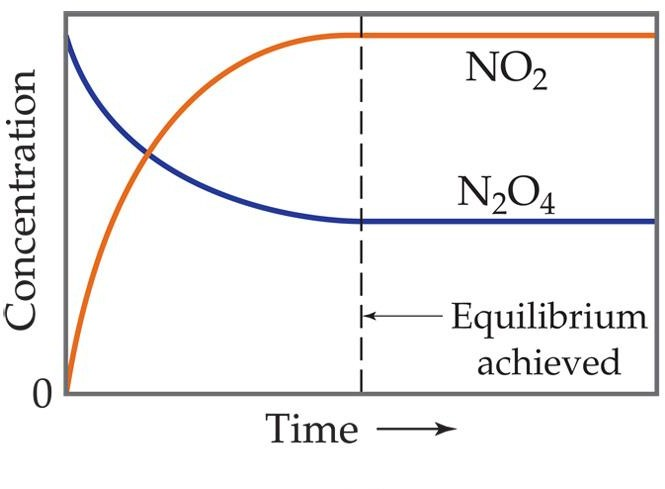 Concentration
NO₂
N₂O₄
Equilibrium
achieved
0
Time